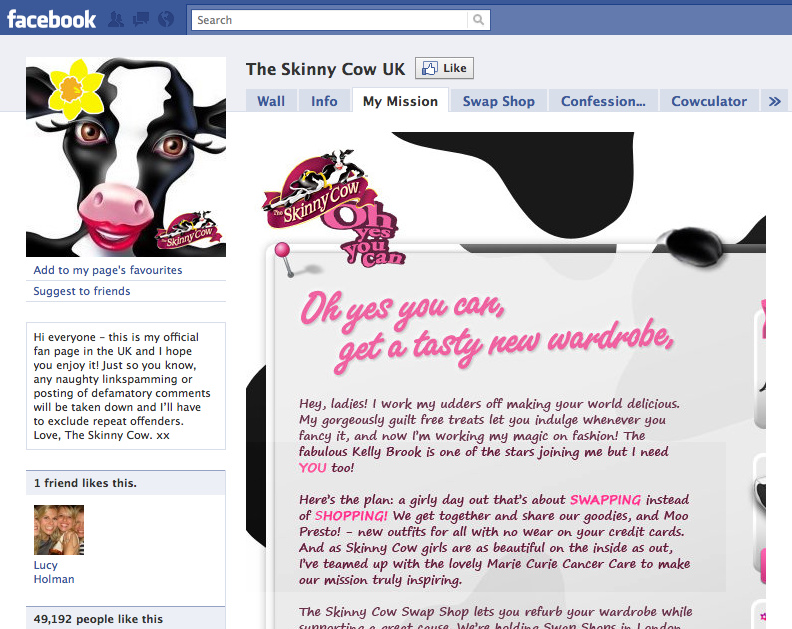 facebook
Search
The Skinny Cow UK
Like
Wall
Info
My Mission
Swap Shop
Confession...
Cowculator
»
The Skinny Cow
Add to my page's favourites
Suggest to friends
Hi everyone - this is my official
fan page in the UK and I hope
you enjoy it! Just so you know,
any naughty linkspamming or
posting of defamatory comments
will be taken down and I'll have
to exclude repeat offenders.
Love, The Skinny Cow. xx
1 friend likes this.
Lucy
Holman
49,192 people like this
The Skinny Cow
Oh
yes
you
can
Oh yes you can,
get a tasty new wardrobe,
Hey, ladies! I work my udders off making your world delicious.
My gorgeously guilt free treats let you indulge whenever you
fancy it, and now I'm working my magic on fashion! The
fabulous Kelly Brook is one of the stars joining me but I need
YOU too!
Here's the plan: a girly day out that's about SWAPPING instead
of SHOPPING! We get together and share our goodies, and Moo
Presto! - new outfits for all with no wear on your credit cards.
And as Skinny Cow girls are as beautiful on the inside as out,
I've teamed up with the lovely Marie Curie Cancer Care to make
our mission truly inspiring.
The Skinny Cow Swap Shop lets you refurb your wardrobe while
supporting a great cause. We're holding Swap Shops in London,